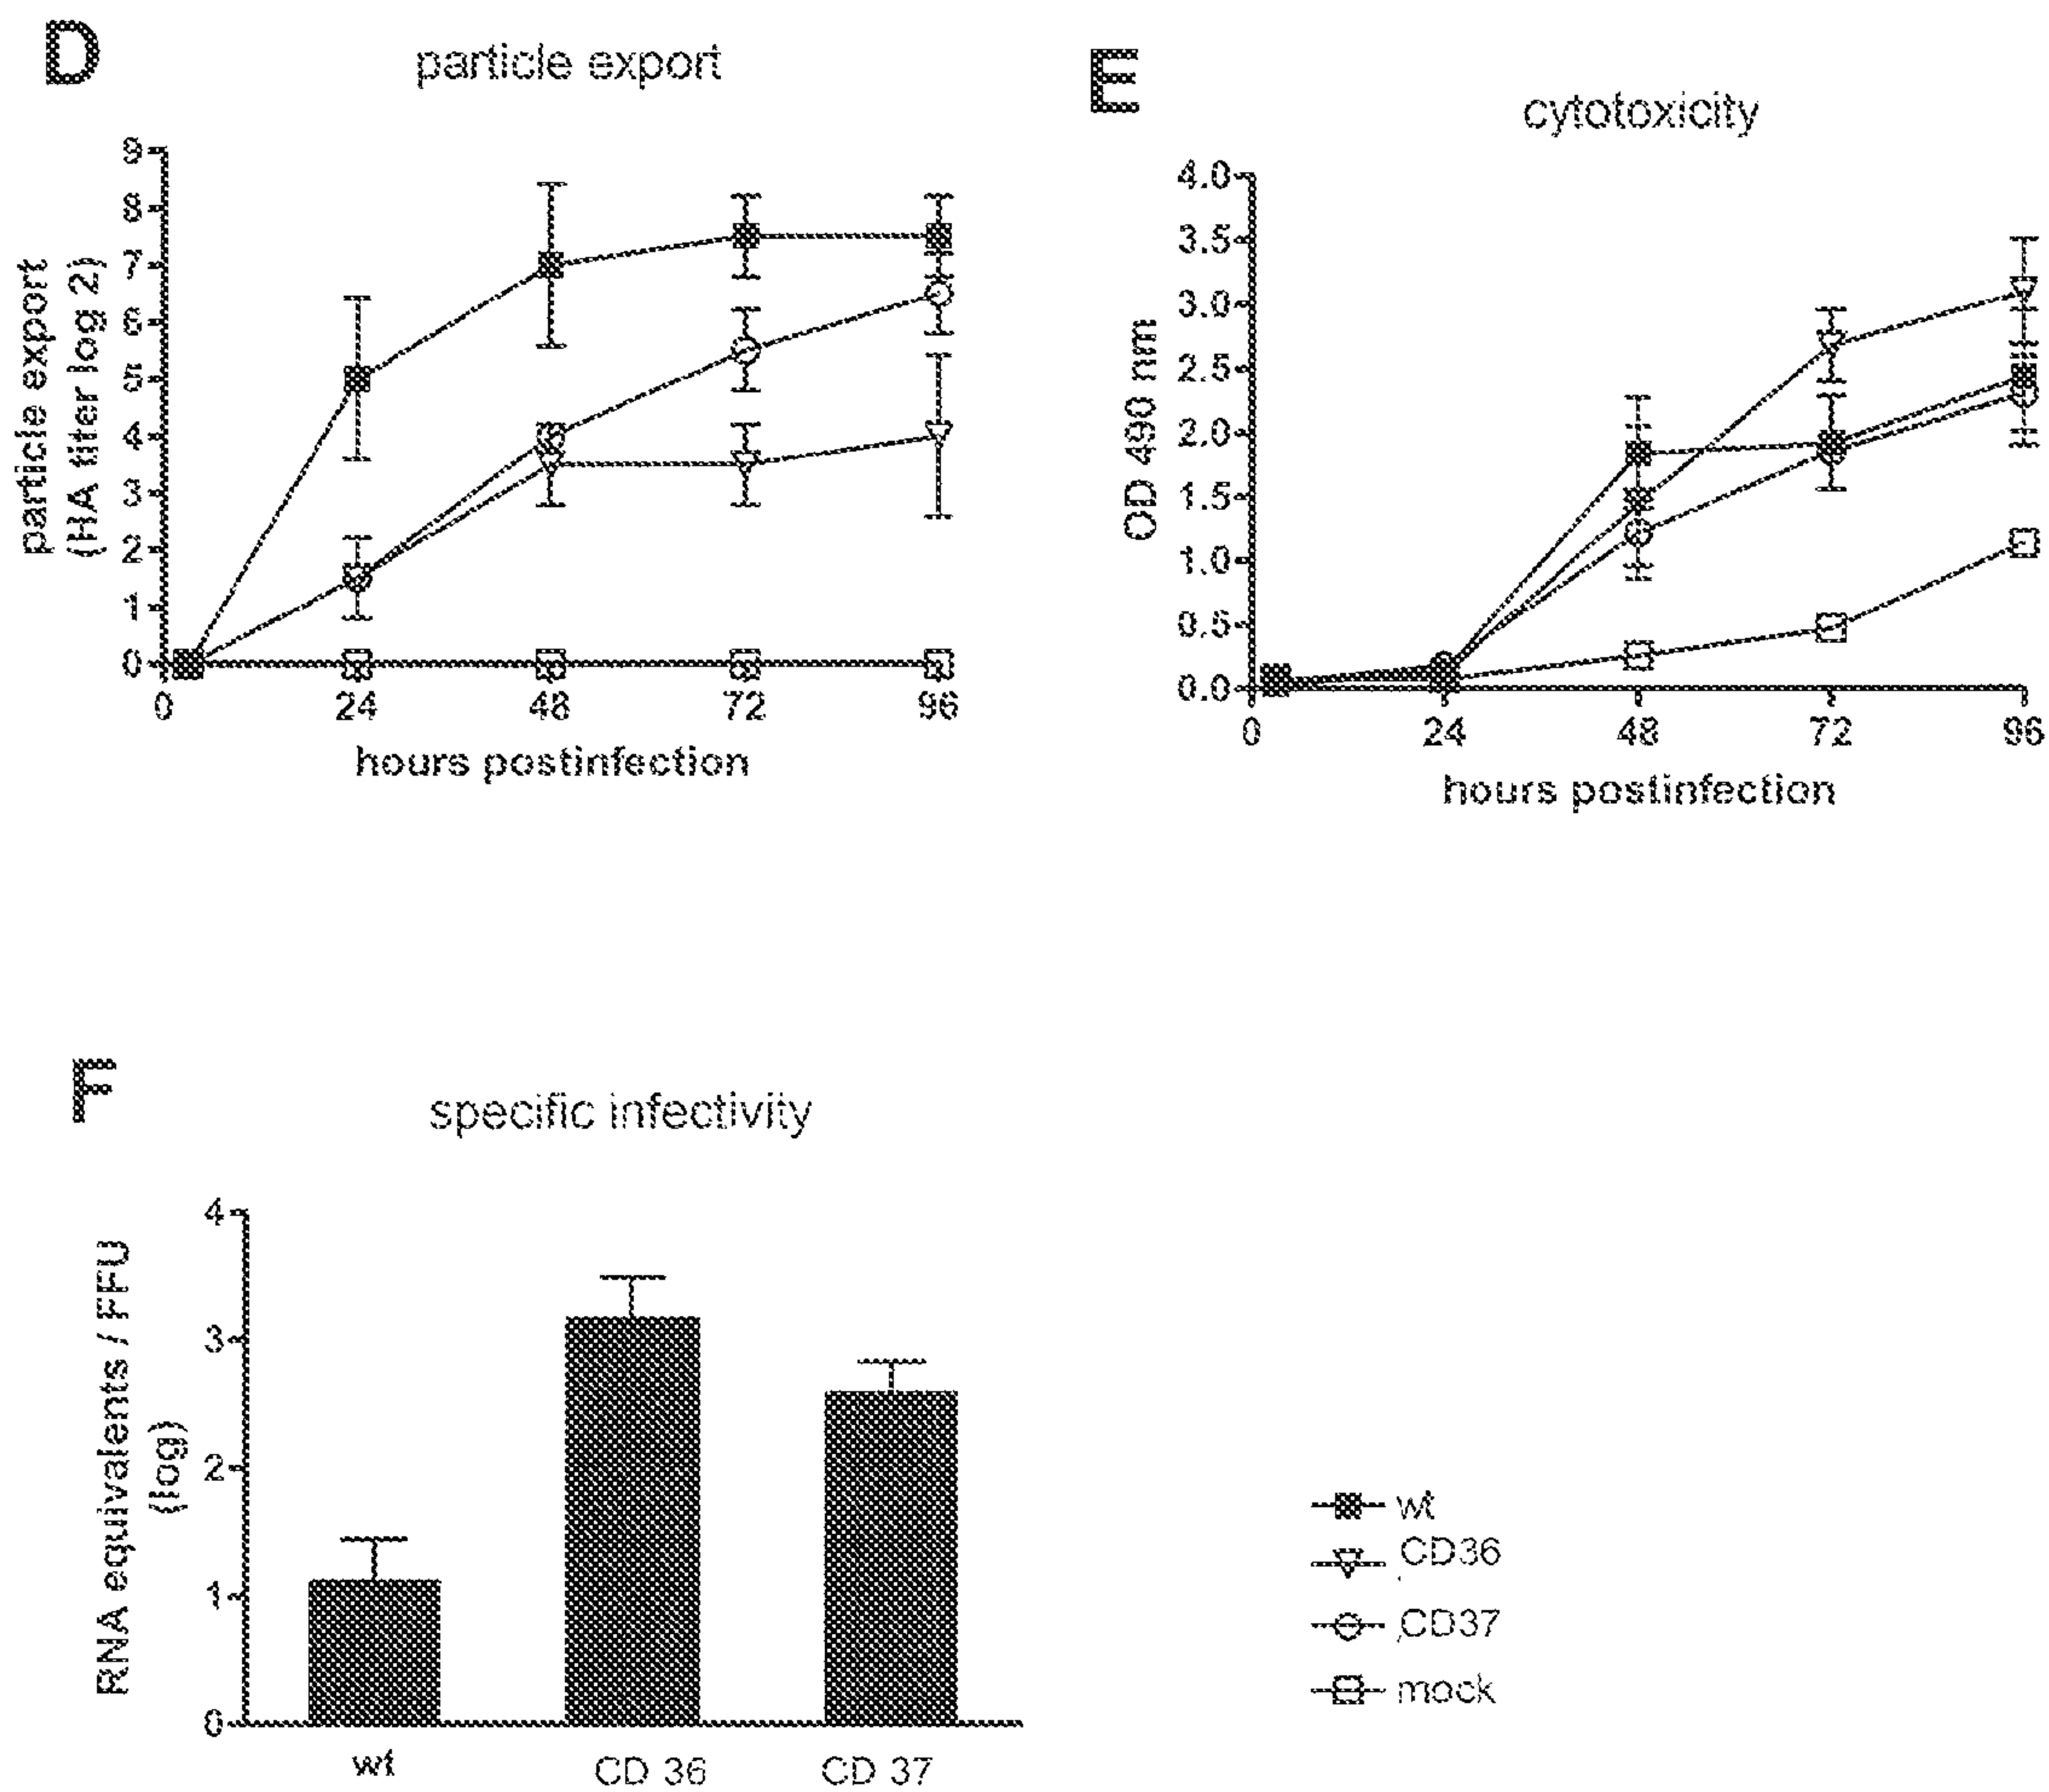 D
particle export
particle export
(HA titer log 2)
9
8
7
6
5
4
3
2
1
0
0 24 48 72 96
hours postinfection
E
cytotoxicity
OD 490 nm
4.0
3.5
3.0
2.5
2.0
1.5
1.0
0.5
0.0
0 24 48 72 96
hours postinfection
F
specific infectivity
RNA equivalents / FFU
(log)
4
3
2
1
0
wt CD 36 CD 37
wt
CD36
CD37
mock